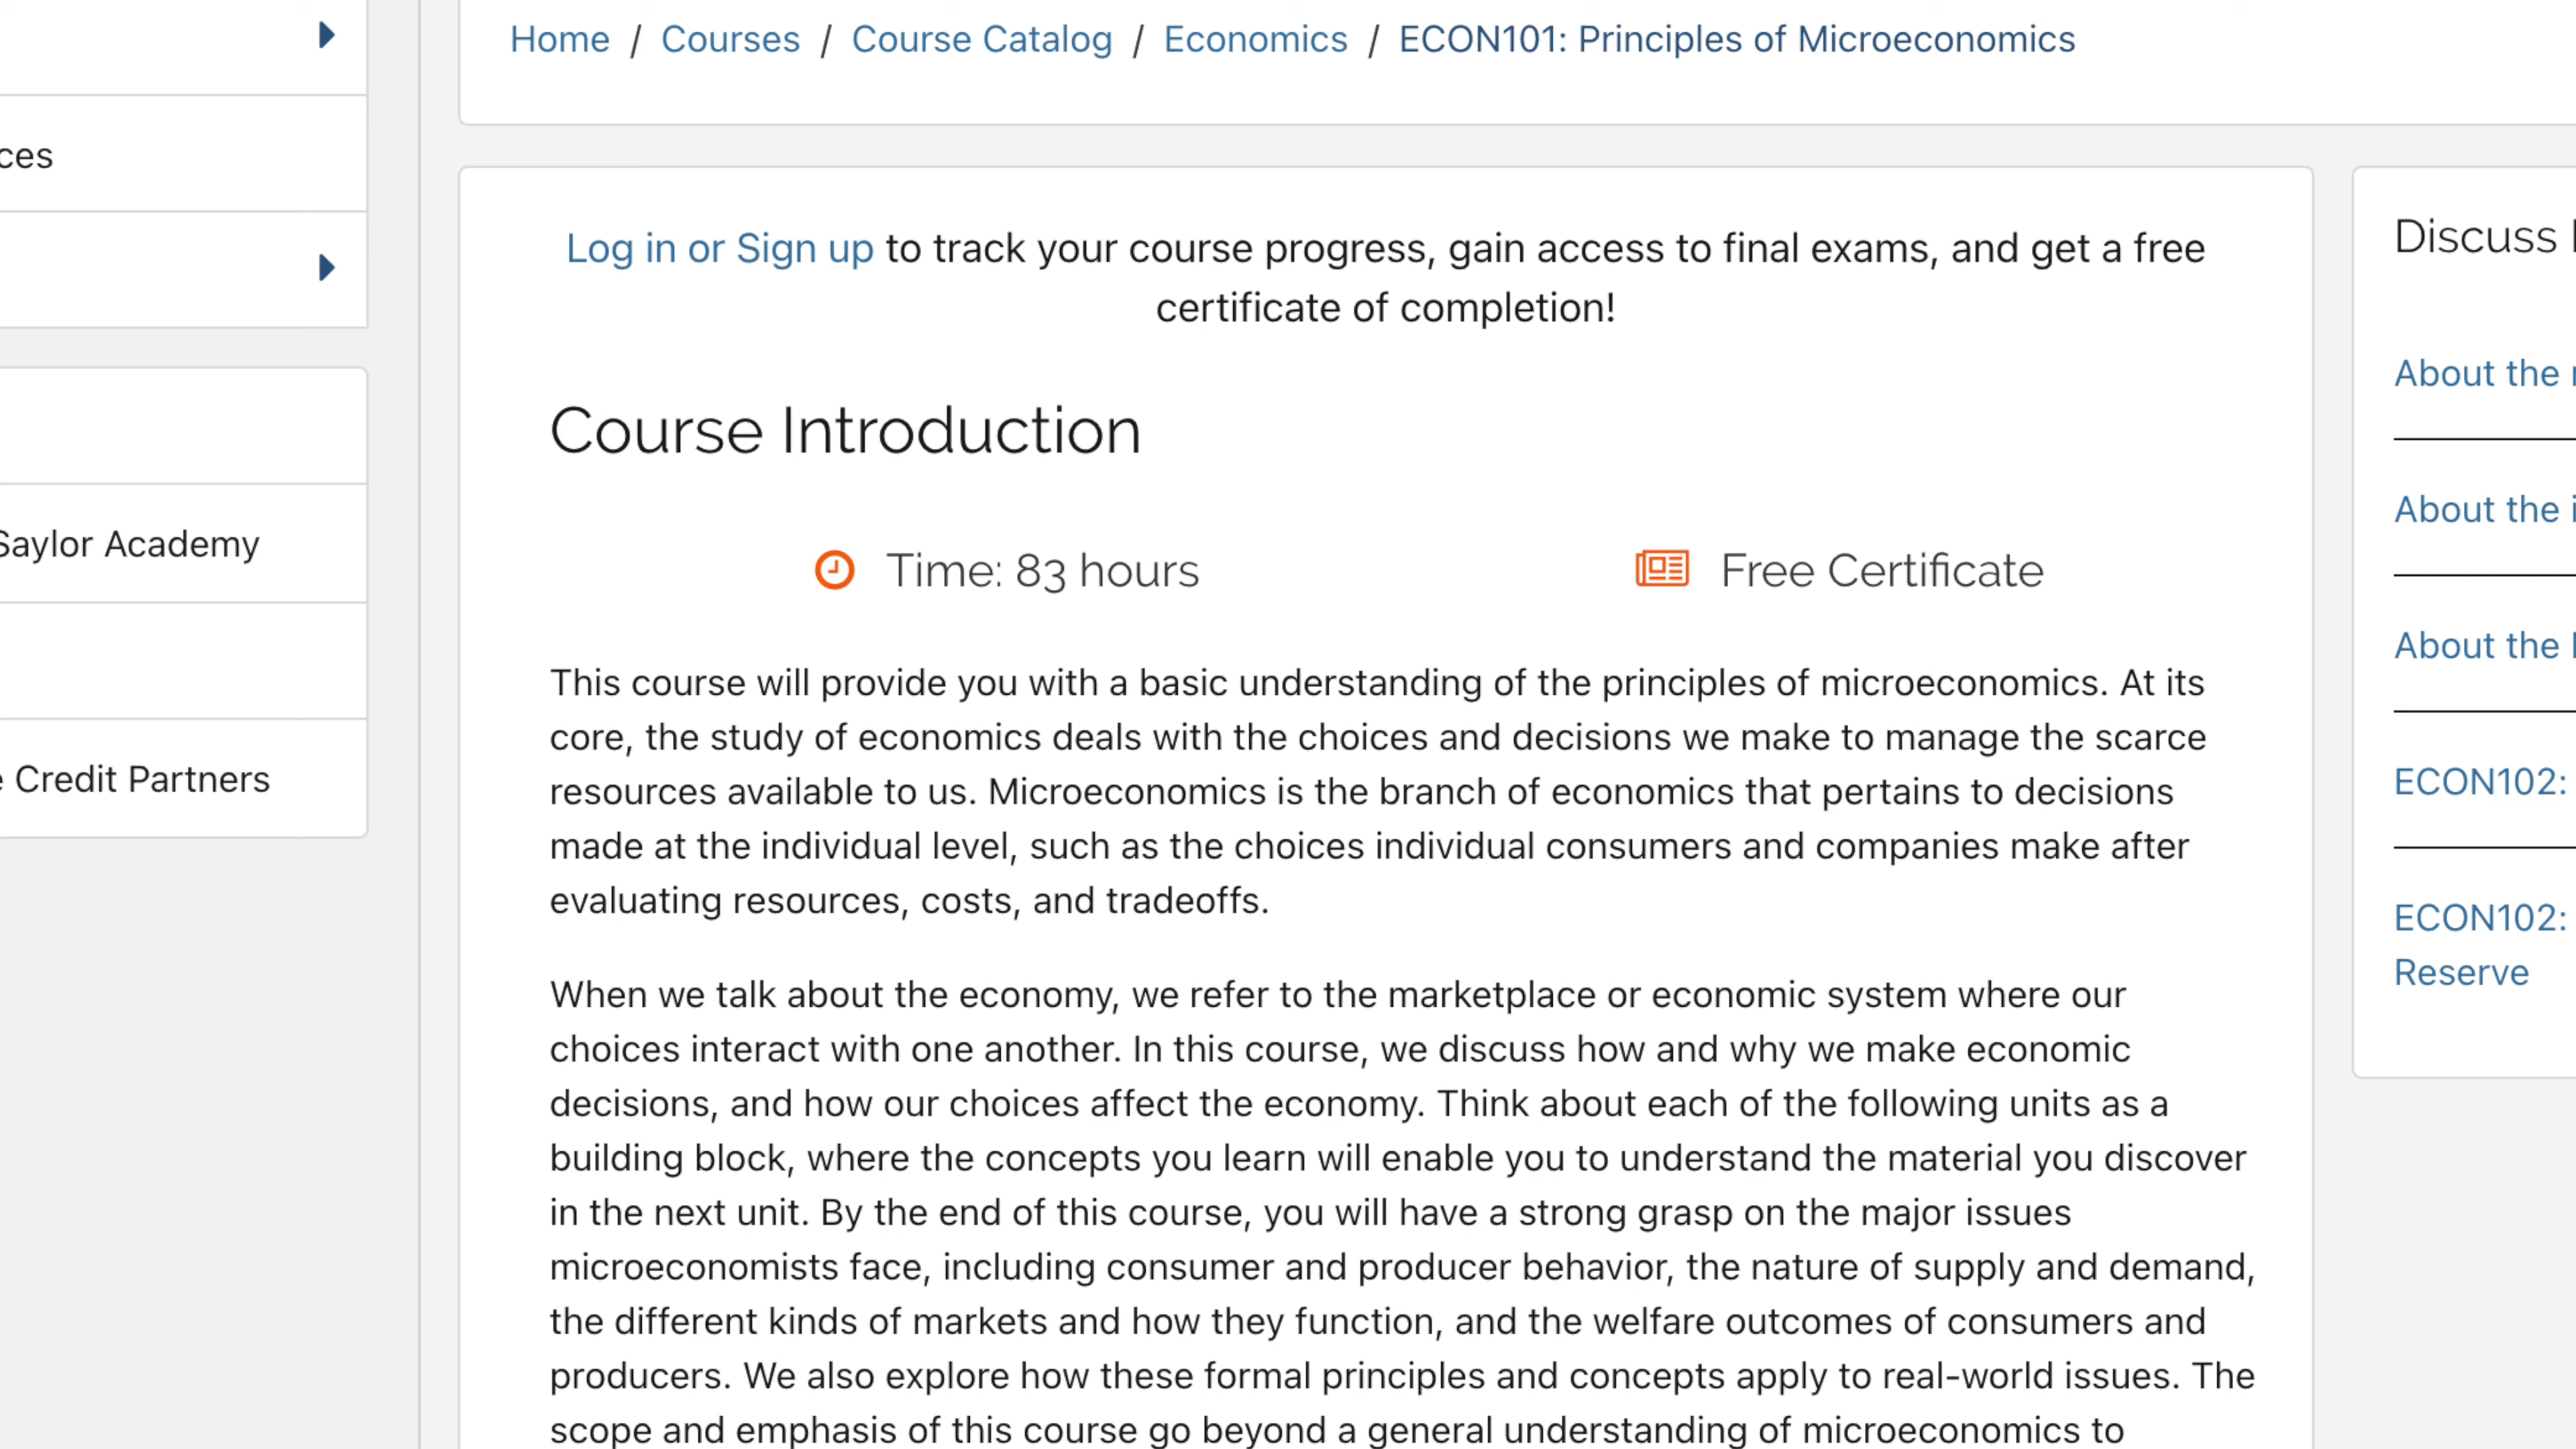 Home / Courses / Course Catalog / Economics / ECON101: Principles of Microeconomics
Saylor Academy
Credit Partners
Log in or Sign up to track your course progress, gain access to final exams, and get a free
certificate of completion!
Course Introduction
Time: 83 hours
Free Certificate
This course will provide you with a basic understanding of the principles of microeconomics. At its
core, the study of economics deals with the choices and decisions we make to manage the scarce
resources available to us. Microeconomics is the branch of economics that pertains to decisions
made at the individual level, such as the choices individual consumers and companies make after
evaluating resources, costs, and tradeoffs.
When we talk about the economy, we refer to the marketplace or economic system where our
choices interact with one another. In this course, we discuss how and why we make economic
decisions, and how our choices affect the economy. Think about each of the following units as a
building block, where the concepts you learn will enable you to understand the material you discover
in the next unit. By the end of this course, you will have a strong grasp on the major issues
microeconomists face, including consumer and producer behavior, the nature of supply and demand,
the different kinds of markets and how they function, and the welfare outcomes of consumers and
producers. We also explore how these formal principles and concepts apply to real-world issues. The
scope and emphasis of this course go beyond a general understanding of microeconomics to
Discuss
About the
About the
About the
ECON102:
ECON102:
Reserve